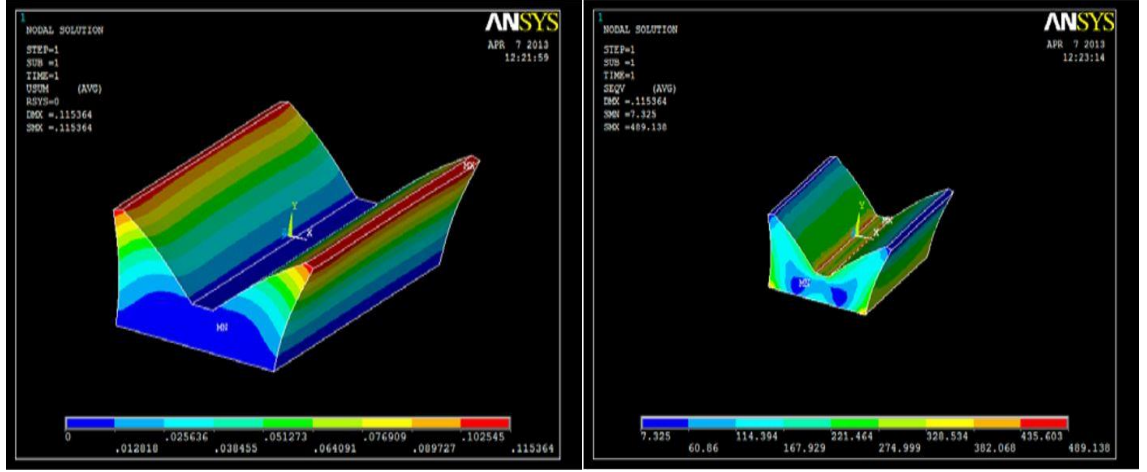 1
NODAL SOLUTION
STEP=1
SUB =1
TIME=1
USUM (AVG)
RSYS=0
DMX =.115364
SMX =.115364
ANSYS
APR 7 2013
12:21:59
MX
Y
X
MN
0 .025636 .051273 .076909 .102545
.012818 .038455 .064091 .089727 .115364
1
NODAL SOLUTION
STEP=1
SUB =1
TIME=1
SEQV (AVG)
DMX =.115364
SMN =7.325
SMX =489.138
ANSYS
APR 7 2013
12:23:14
Y
MX
X
MN
7.325 114.394 221.464 328.534 435.603
60.86 167.929 274.999 382.068 489.138